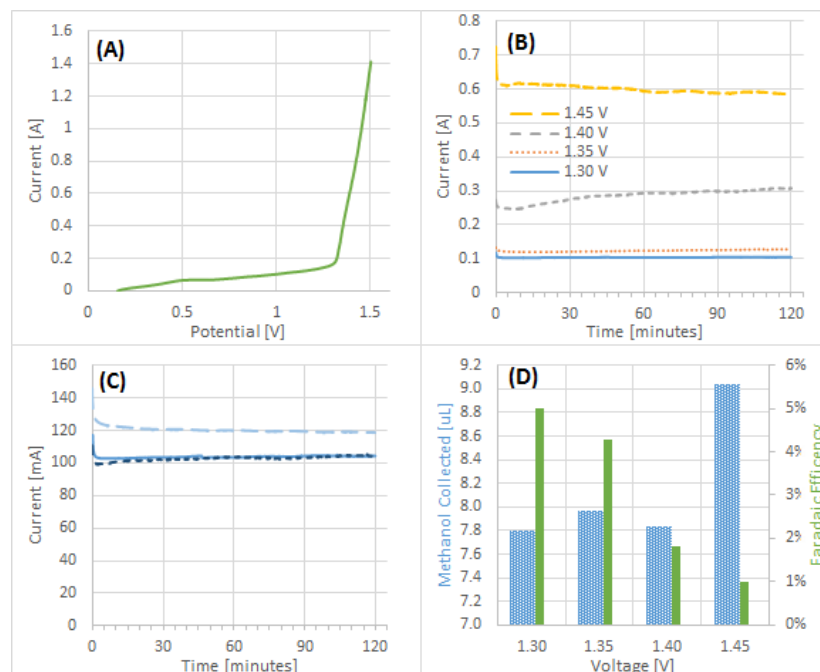 (A)
Current [A]
1.6
1.4
1.2
1
0.8
0.6
0.4
0.2
0
0 0.5 1 1.5
Potential [V]
(B)
Current [A]
0.8
0.7
0.6
0.5
0.4
0.3
0.2
0.1
0.0
1.45 V
1.40 V
1.35 V
1.30 V
0 30 60 90 120
Time [minutes]
(C)
Current [mA]
160
140
120
100
80
60
40
20
0
0 30 60 90 120
Time [minutes]
(D)
Methanol Collected [uL]
9.2
9.0
8.8
8.6
8.4
8.2
8.0
7.8
7.6
7.4
7.2
7.0
6%
5%
4%
3%
2%
1%
0%
Faradaic Efficency
1.30 1.35 1.40 1.45
Voltage [V]